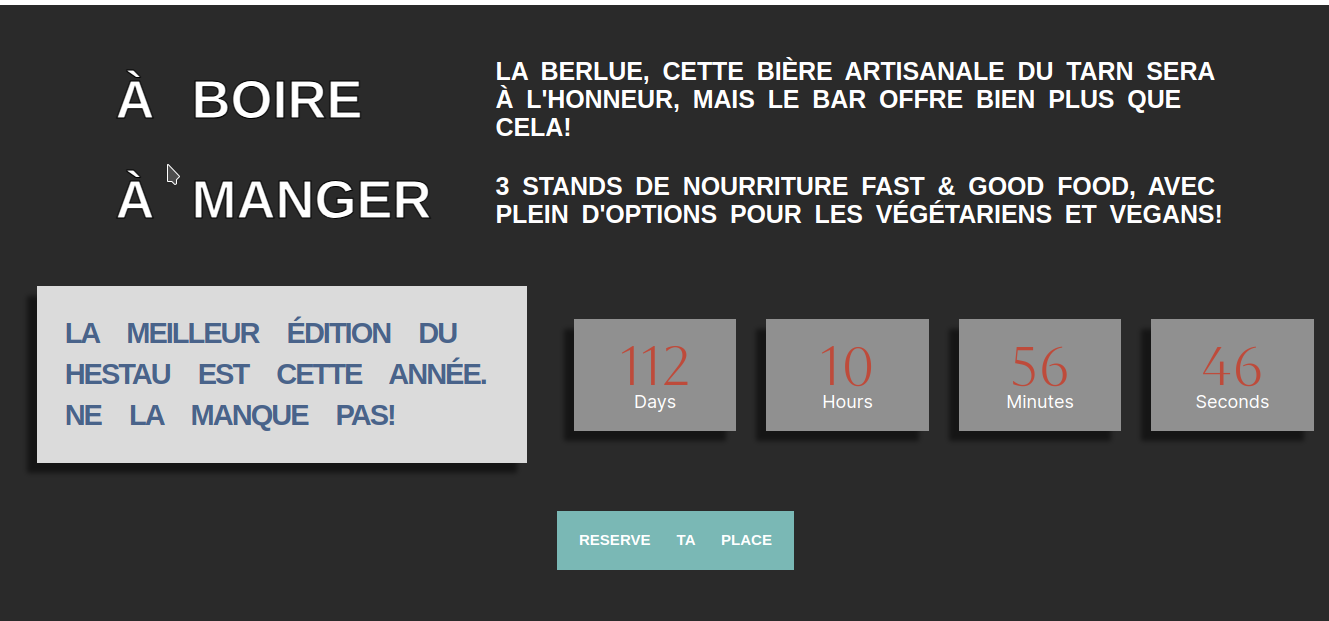 À BOIRE
LA BERLUE, CETTE BIÈRE ARTISANALE DU TARN SERA
À L'HONNEUR, MAIS LE BAR OFFRE BIEN PLUS QUE
CELA!
À MANGER
3 STANDS DE NOURRITURE FAST & GOOD FOOD, AVEC
PLEIN D'OPTIONS POUR LES VÉGÉTARIENS ET VEGANS!
LA MEILLEUR ÉDITION DU
HESTAU EST CETTE ANNÉE.
NE LA MANQUE PAS!
112
Days
10
Hours
56
Minutes
46
Seconds
RESERVE TA PLACE